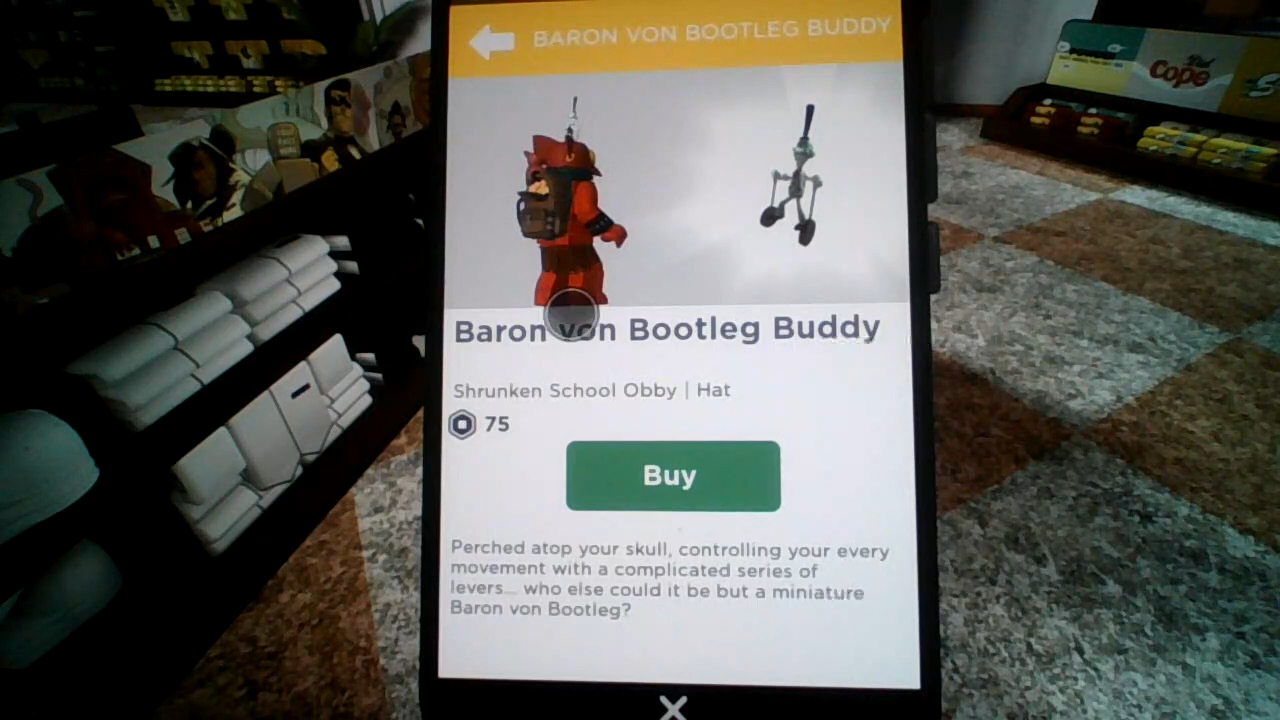 BARON VON BOOTLEG BUDDY
Cope
Baron von Bootleg Buddy
Shrunken School Obby | Hat
75
Buy
Perched atop your skull, controlling your every
movement with a complicated series of
levers... who else could it be but a miniature
Baron von Bootleg?